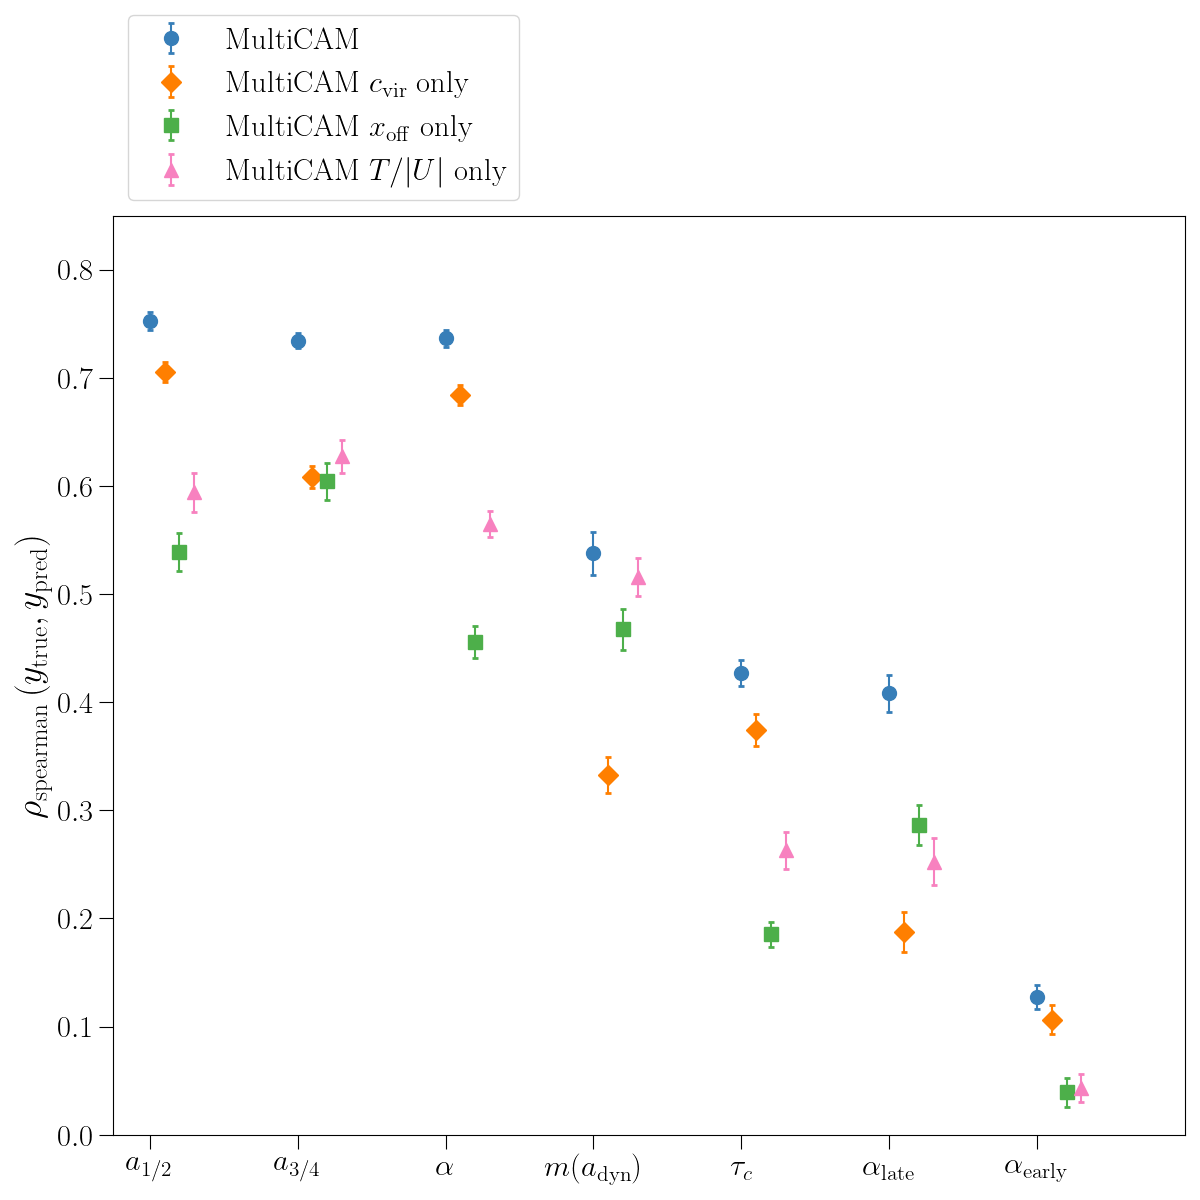 MultiCAM
MultiCAM c_vir only
MultiCAM x_off only
MultiCAM T/|U| only
ρ_spearman (y_true, y_pred)
0.8
0.7
0.6
0.5
0.4
0.3
0.2
0.1
0.0
a_1/2 a_3/4 α m(a_dyn) τ_c α_late α_early